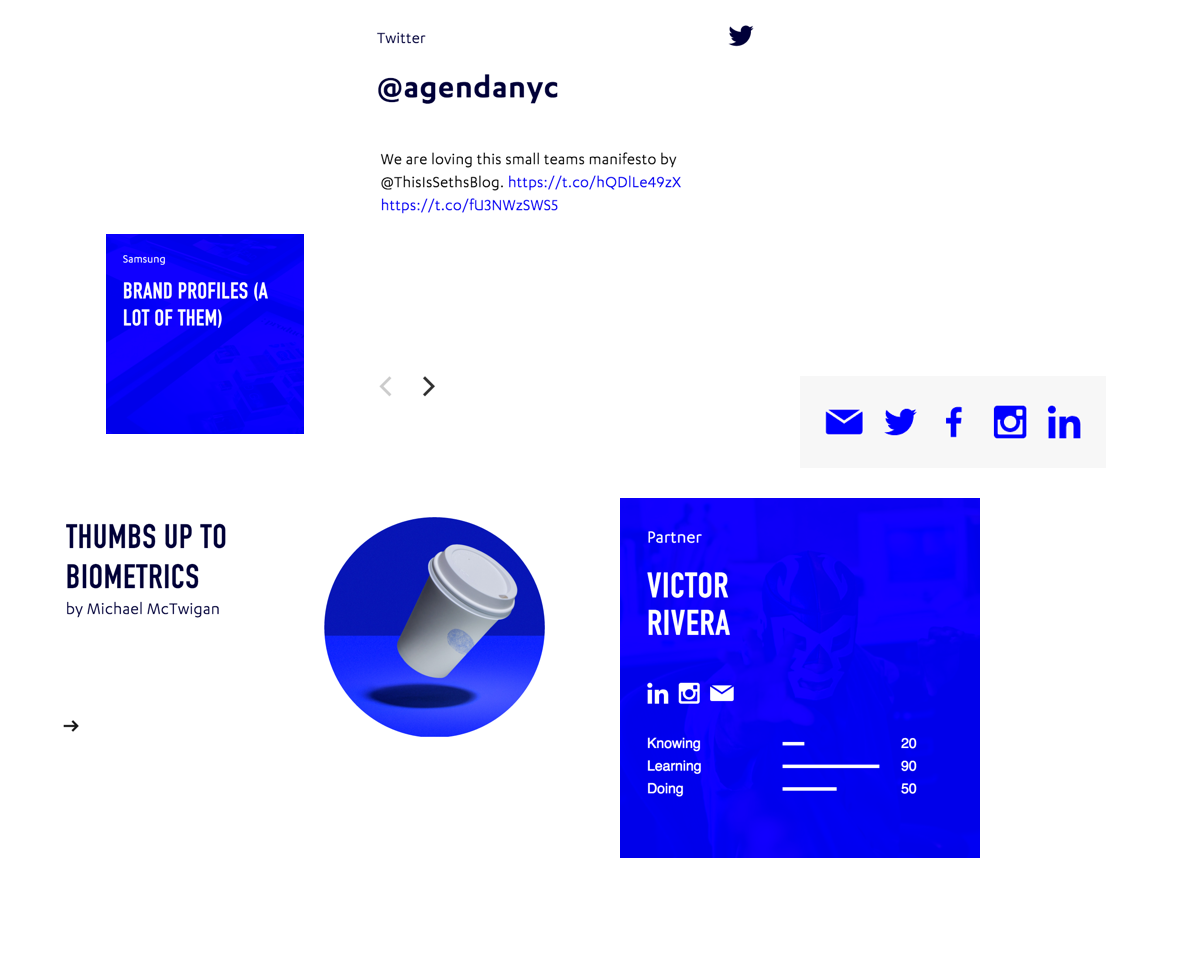 Twitter
@agendanyc
We are loving this small teams manifesto by
@ThisIsSethsBlog. https://t.co/hQDlLe49zX
https://t.co/fU3NWzSWS5
Samsung
BRAND PROFILES (A
LOT OF THEM)
THUMBS UP TO
BIOMETRICS
by Michael McTwigan
Partner
VICTOR
RIVERA
Knowing 20
Learning 90
Doing 50